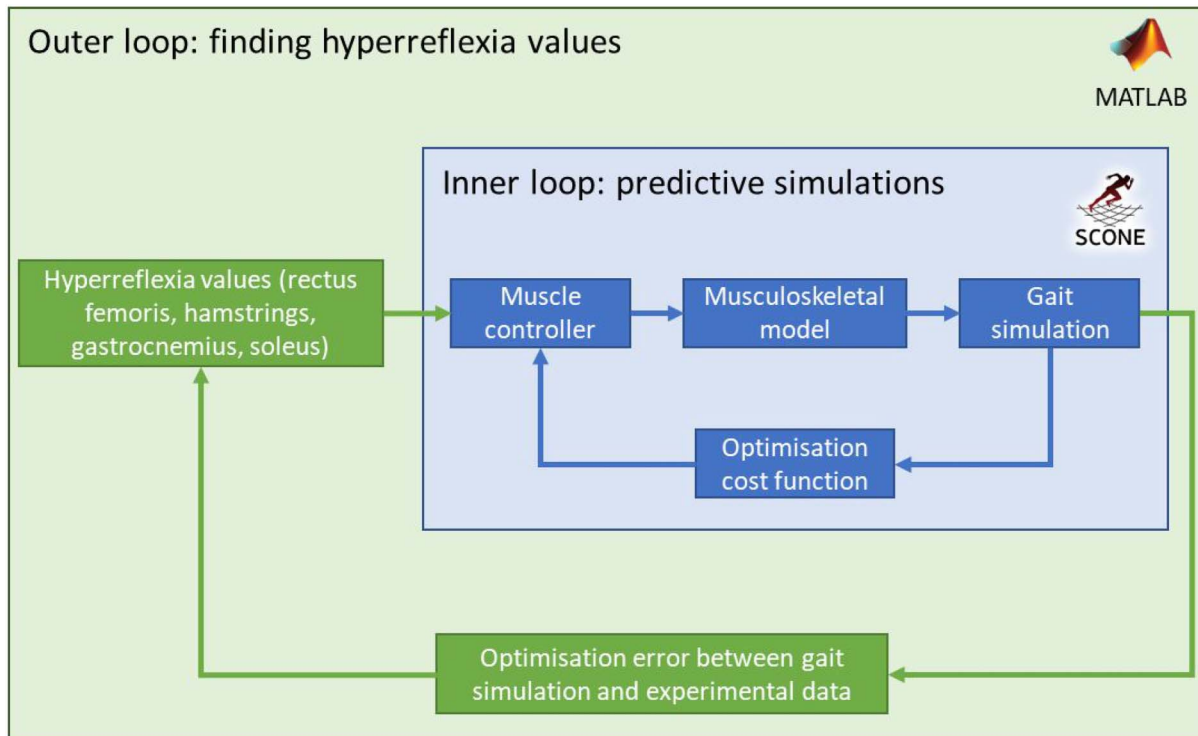 Outer loop: finding hyperreflexia values
MATLAB
Inner loop: predictive simulations
SCONE
Hyperreflexia values (rectus
femoris, hamstrings,
gastrocnemius, soleus)
Muscle
controller
Musculoskeletal
model
Gait
simulation
Optimisation
cost function
Optimisation error between gait
simulation and experimental data